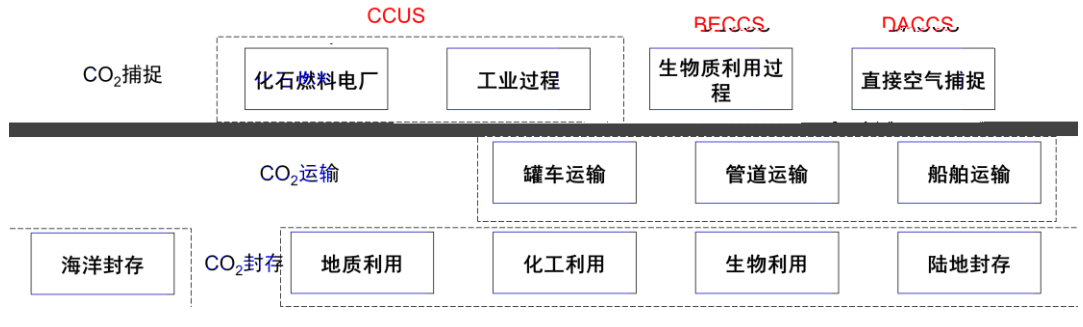 CCUS BECCS DACCS
CO₂捕捉 化石燃料电厂 工业过程 生物质利用过
程 直接空气捕捉
CO₂运输 罐车运输 管道运输 船舶运输
海洋封存 CO₂封存 地质利用 化工利用 生物利用 陆地封存